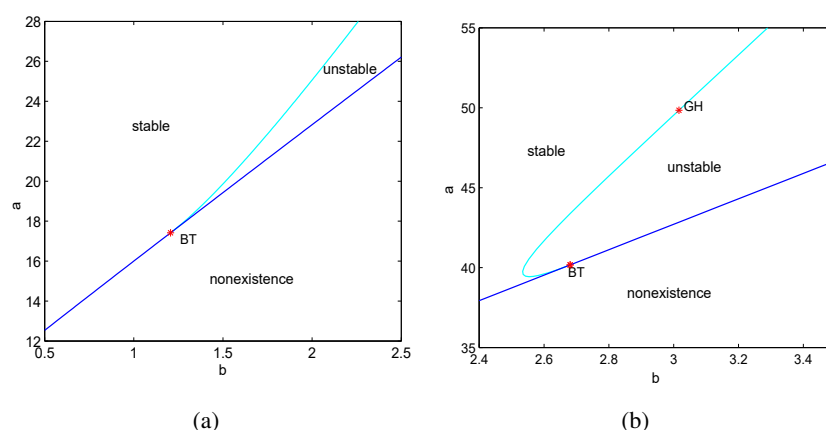 28
26
24
22
20
18
16
14
12
a
0.5 1 1.5 2 2.5
b
stable
unstable
BT
nonexistence
(a)
55
50
45
40
35
a
2.4 2.6 2.8 3 3.2 3.4
b
GH
stable
unstable
BT
nonexistence
(b)